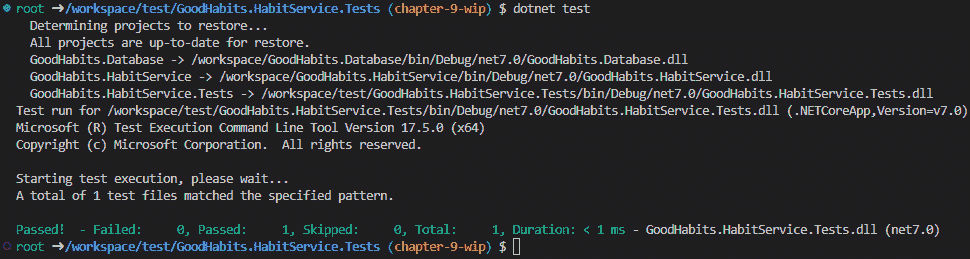 root ➜/workspace/test/GoodHabits.HabitService.Tests (chapter-9-wip) $ dotnet test
  Determining projects to restore...
  All projects are up-to-date for restore.
  GoodHabits.Database -> /workspace/GoodHabits.Database/bin/Debug/net7.0/GoodHabits.Database.dll
  GoodHabits.HabitService -> /workspace/GoodHabits.HabitService/bin/Debug/net7.0/GoodHabits.HabitService.dll
  GoodHabits.HabitService.Tests -> /workspace/test/GoodHabits.HabitService.Tests/bin/Debug/net7.0/GoodHabits.HabitService.Tests.dll
Test run for /workspace/test/GoodHabits.HabitService.Tests/bin/Debug/net7.0/GoodHabits.HabitService.Tests.dll (.NETCoreApp,Version=v7.0)
Microsoft (R) Test Execution Command Line Tool Version 17.5.0 (x64)
Copyright (c) Microsoft Corporation.  All rights reserved.

Starting test execution, please wait...
A total of 1 test files matched the specified pattern.

Passed!  - Failed:     0, Passed:     1, Skipped:     0, Total:     1, Duration: < 1 ms - GoodHabits.HabitService.Tests.dll (net7.0)
root ➜/workspace/test/GoodHabits.HabitService.Tests (chapter-9-wip) $